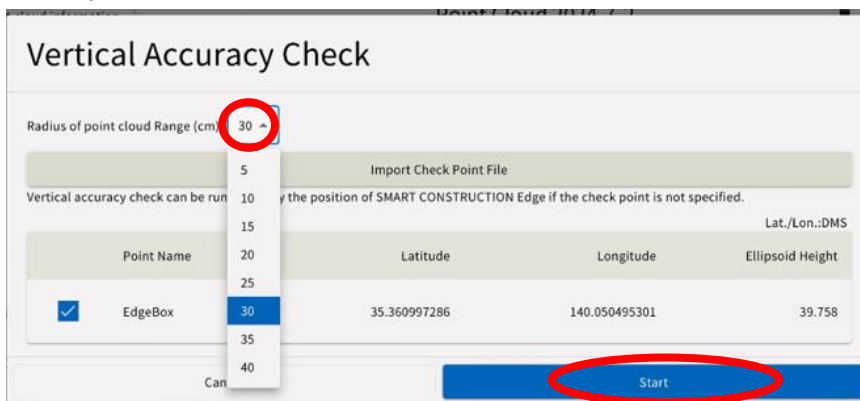 Point Cloud 2024
Vertical Accuracy Check
Radius of point cloud Range (cm) 30
5
Import Check Point File
Vertical accuracy check can be run y the position of SMART CONSTRUCTION Edge if the check point is not specified.
10
15
Lat./Lon.:DMS
Point Name
20
Latitude
Longitude
Ellipsoid Height
25
EdgeBox
30
35.360997286
140.050495301
39.758
35
40
Can
Start